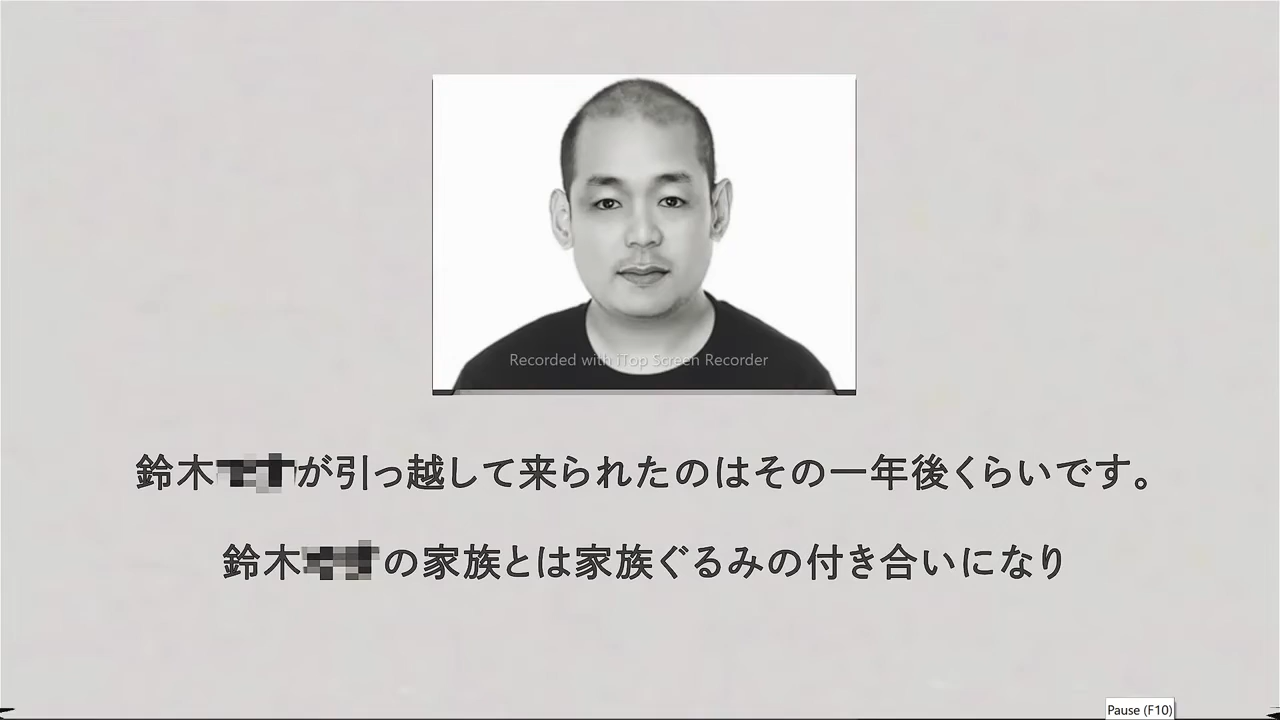 Recorded with iTop Screen Recorder
鈴木が引っ越して来られたのはその一年後くらいです。
鈴木の家族とは家族ぐるみの付き合いになり
Pause (F10)